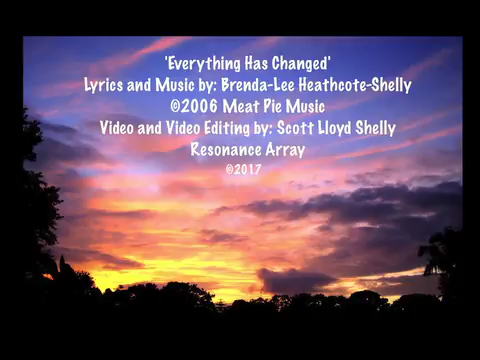 'Everything Has Changed'
Lyrics and Music by: Brenda-Lee Heathcote-Shelly
©2006 Meat Pie Music
Video and Video Editing by: Scott Lloyd Shelly
Resonance Array
©2017